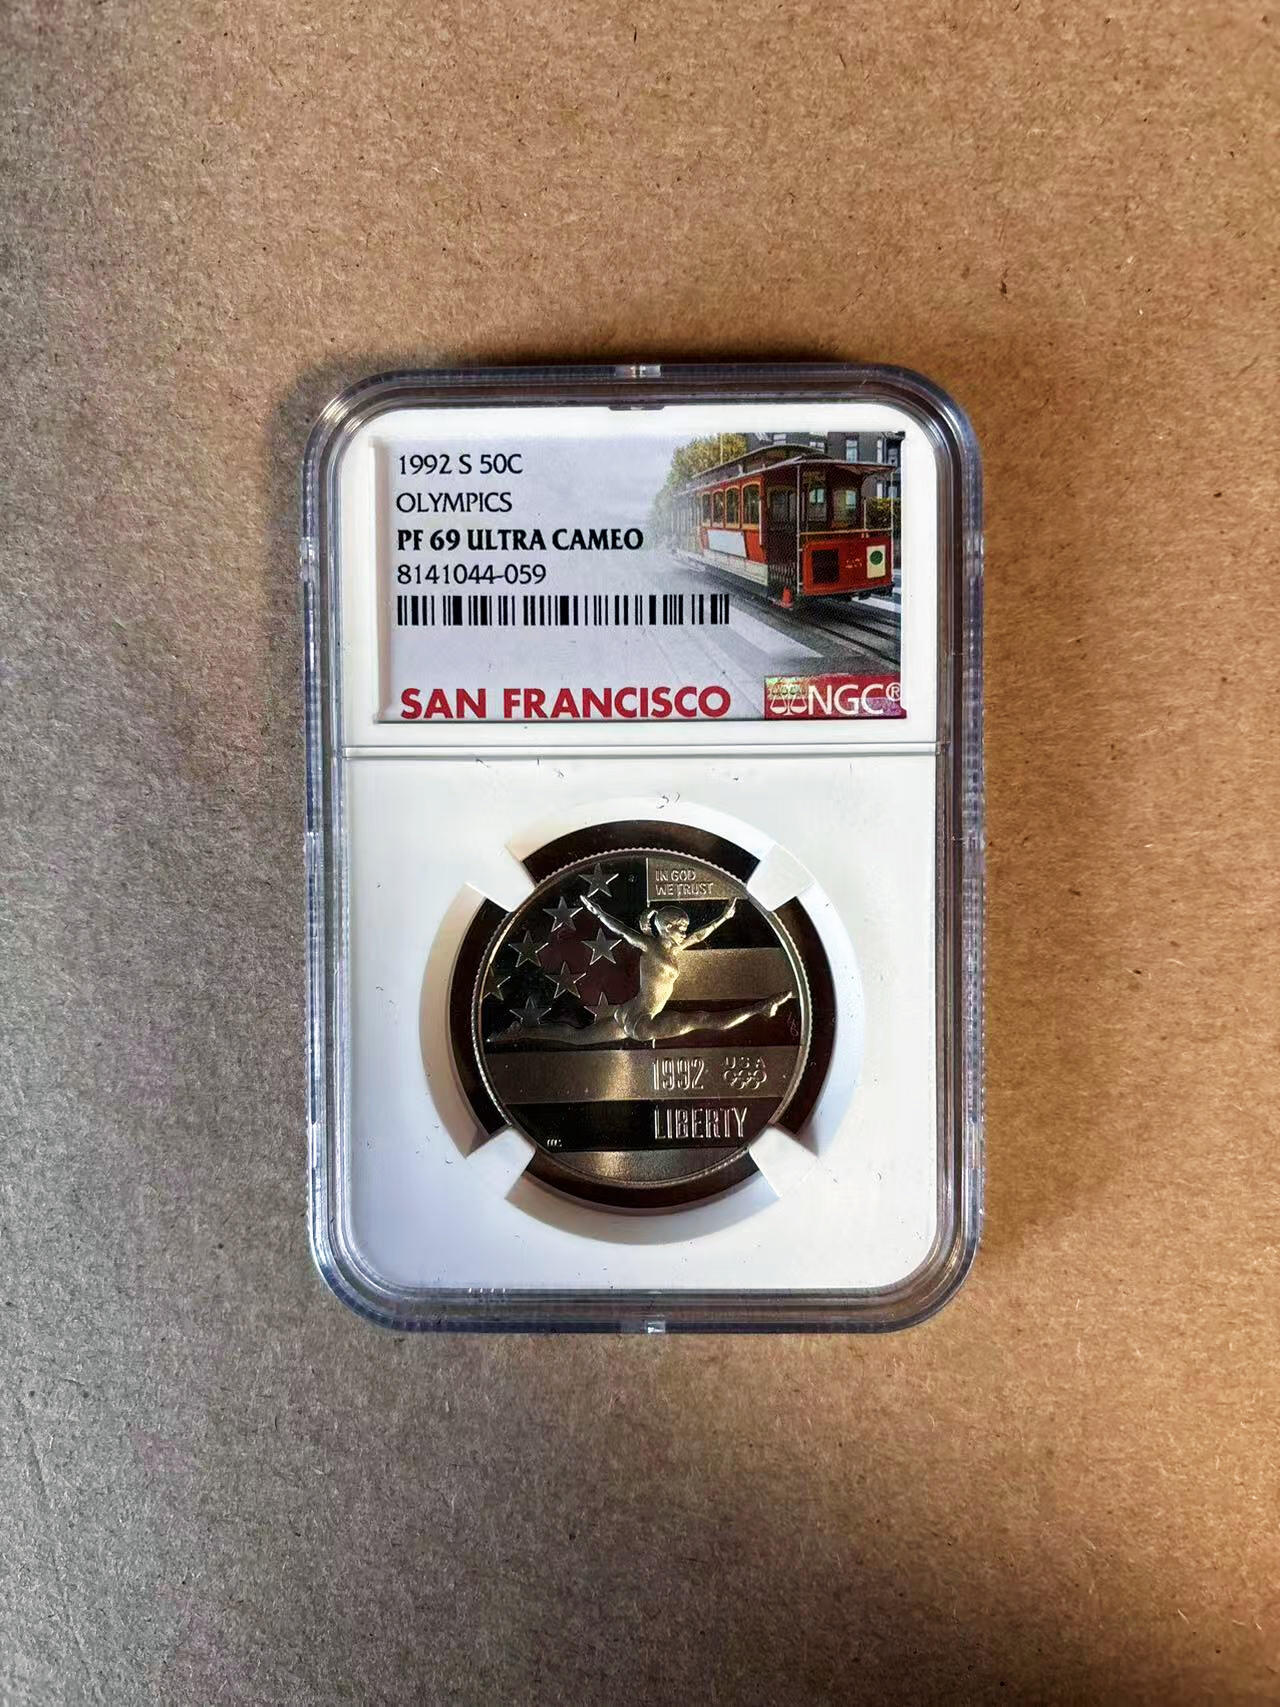 1992 S 50C
OLYMPICS
PF 69 ULTRA CAMEO
8141044-059
SAN FRANCISCO
NGC®
IN GOD
WE TRUST
1992 USA
LIBERTY